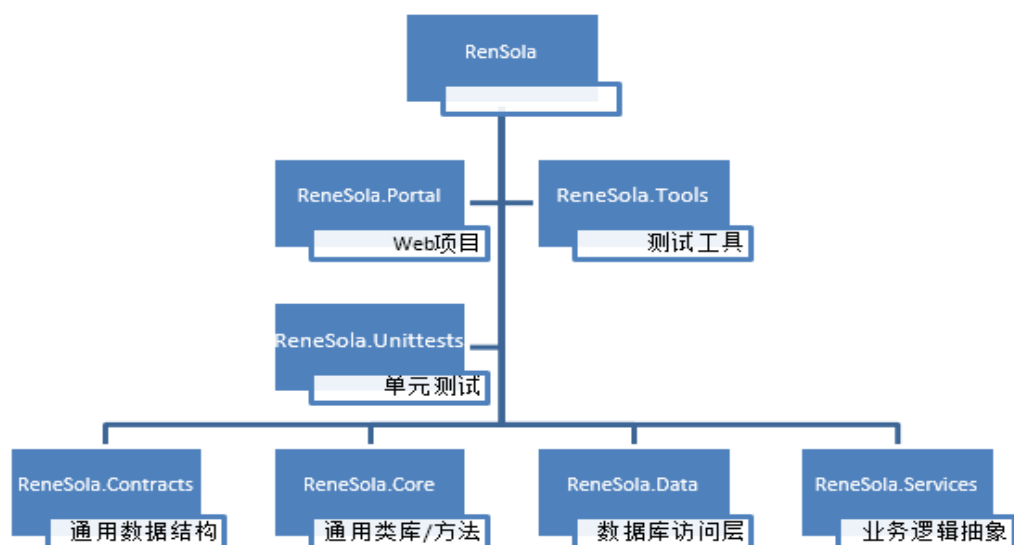 RenSola
ReneSola.Portal
Web项目
ReneSola.Tools
测试工具
ReneSola.Unittests
单元测试
ReneSola.Contracts
通用数据结构
ReneSola.Core
通用类库/方法
ReneSola.Data
数据库访问层
ReneSola.Services
业务逻辑抽象